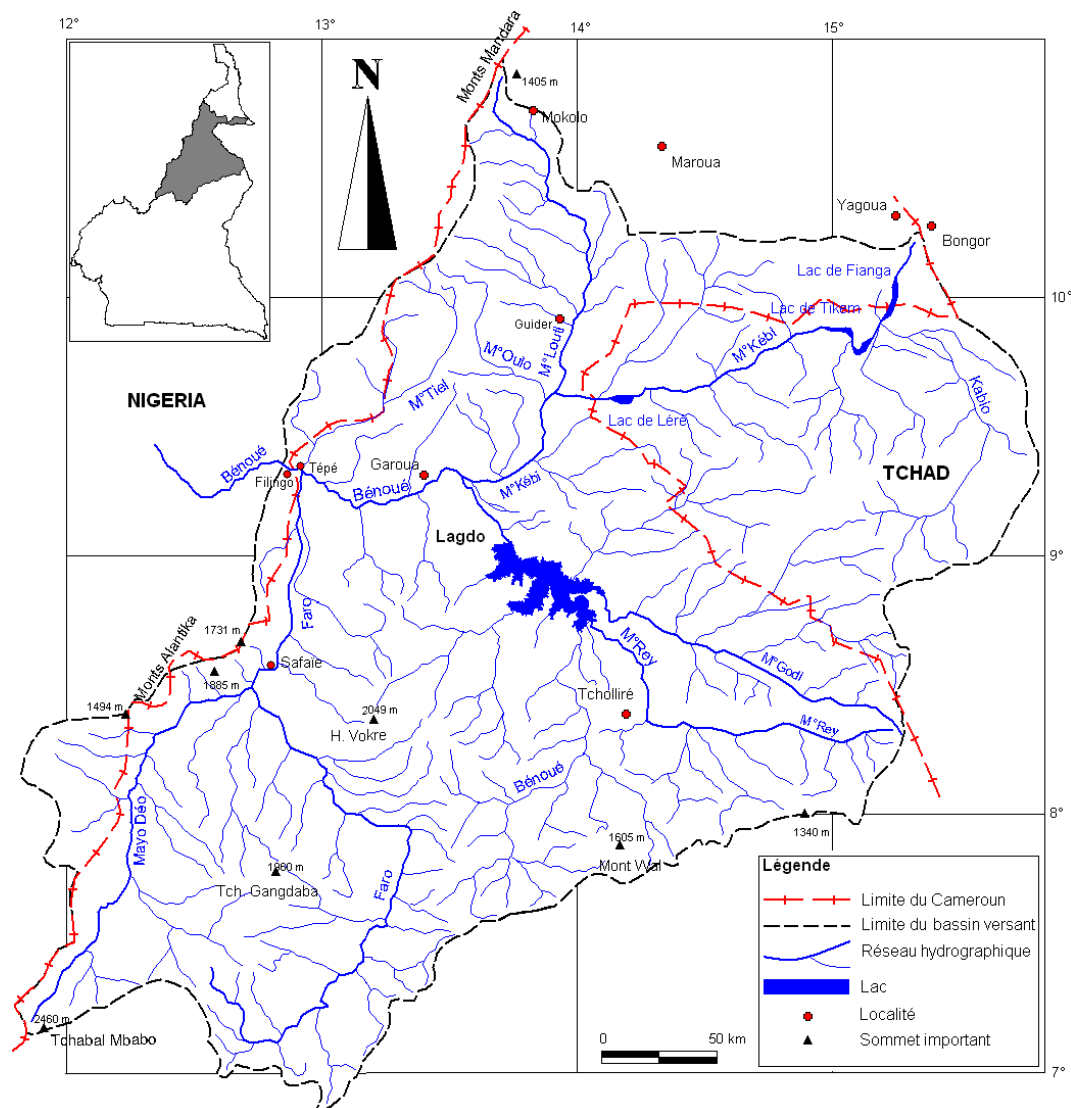 12°
13°
14°
15°
Monts Mandara
N
1405 m
Mokolo
Maroua
Yagoua
Bongor
Lac de Fianga
10°
Lac de Tikem
Guider
M°Louti
M°Oulo
M°Kébi
M°Tiel
Kabio
NIGERIA
Lac de Léré
Bénoué
Tépé
Filingo
Garoua
Bénoué
M°Kébi
TCHAD
Lagdo
9°
Faro
1731 m
Monts Alantika
Safaïe
1885 m
M°Rey
M°Godi
Tcholliré
1494 m
2049 m
H. Vokre
M°Rey
Bénoué
8°
Mayo Déo
1340 m
1605 m
Mont Wal
1900 m
Tch. Gangdaba
Faro
Légende
Limite du Cameroun
Limite du bassin versant
Réseau hydrographique
Lac
Localité
Sommet important
2460 m
Tchabal Mbabo
0
50 km
7°